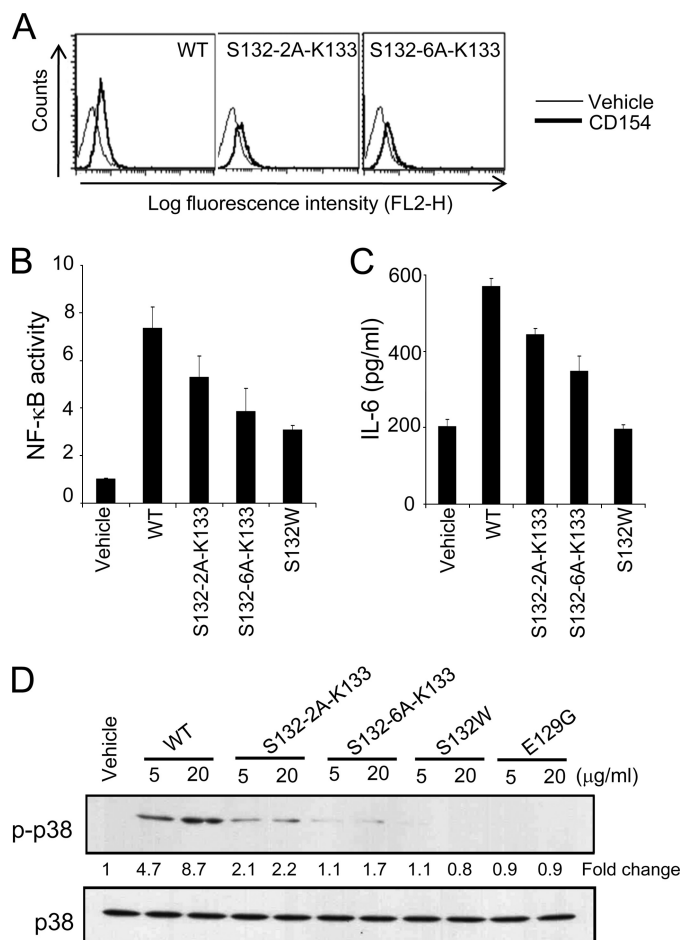 A
WT
S132-2A-K133
S132-6A-K133
Counts
Vehicle
CD154
Log fluorescence intensity (FL2-H)
B
10
8
6
4
2
0
NF-κB activity
Vehicle
WT
S132-2A-K133
S132-6A-K133
S132W
C
600
400
200
0
IL-6 (pg/ml)
Vehicle
WT
S132-2A-K133
S132-6A-K133
S132W
D
Vehicle
WT
S132-2A-K133
S132-6A-K133
S132W
E129G
5 20 5 20 5 20 5 20 5 20 (μg/ml)
p-p38
1 4.7 8.7 2.1 2.2 1.1 1.7 1.1 0.8 0.9 0.9 Fold change
p38